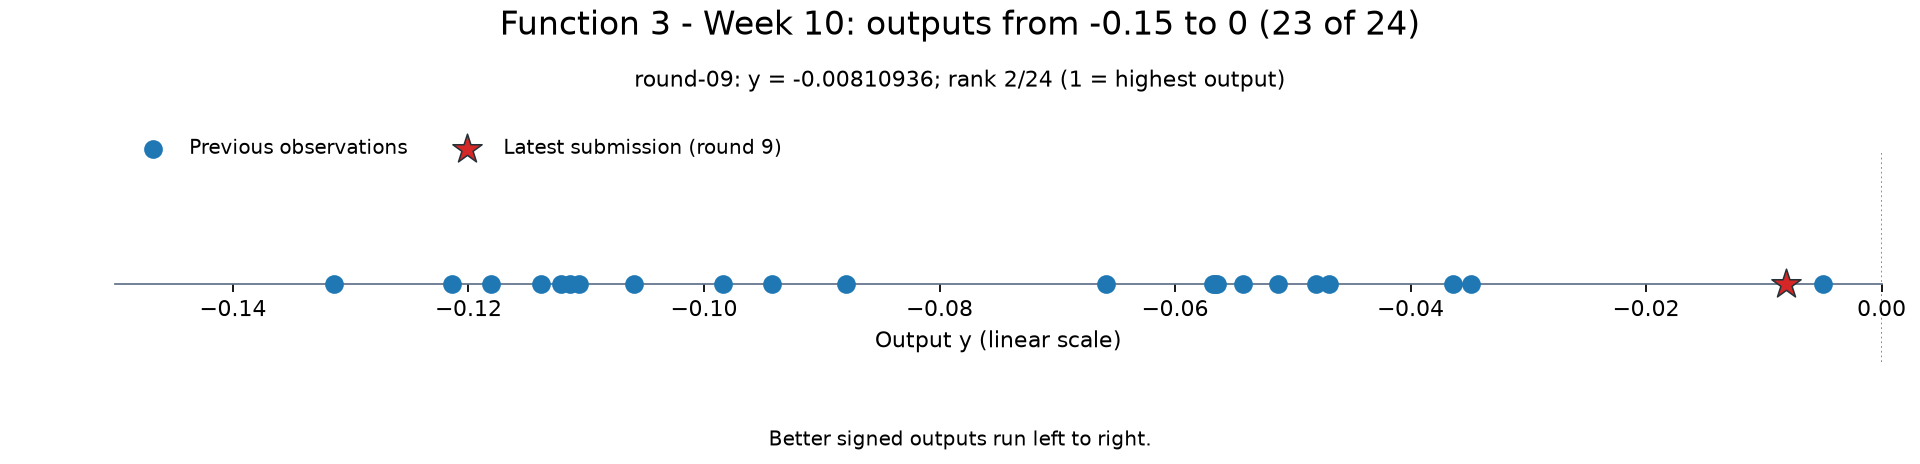 Function 3 - Week 10: outputs from -0.15 to 0 (23 of 24)
round-09: y = -0.00810936; rank 2/24 (1 = highest output)
Previous observations
Latest submission (round 9)
−0.14 −0.12 −0.10 −0.08 −0.06 −0.04 −0.02 0.00
Output y (linear scale)
Better signed outputs run left to right.